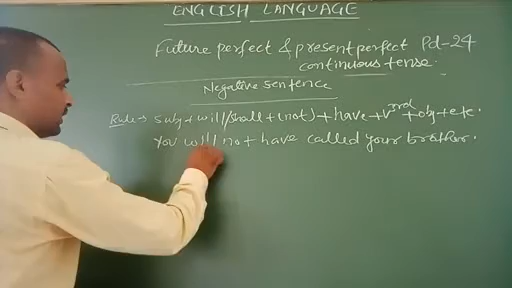 ENGLISH LANGUAGE
Future perfect & present perfect Pd-24
continuous tense.
Negative sentence
Rule → subj + will/shall + (not) + have + v3rd + obj + etc.
You will not have called your brother.